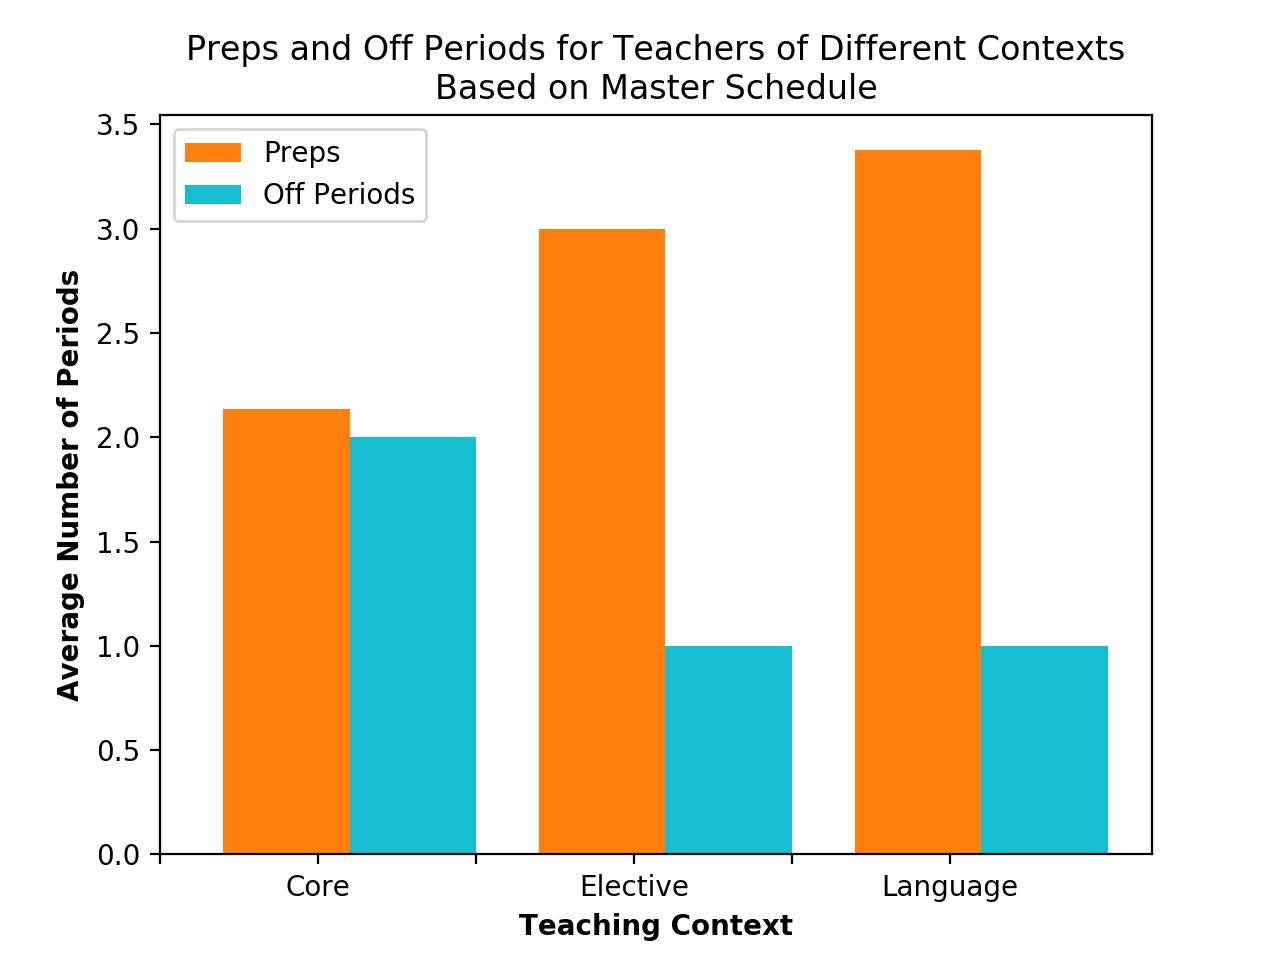 Preps and Off Periods for Teachers of Different Contexts
Based on Master Schedule
Preps
Off Periods
Average Number of Periods
3.5
3.0
2.5
2.0
1.5
1.0
0.5
0.0
Core
Elective
Language
Teaching Context